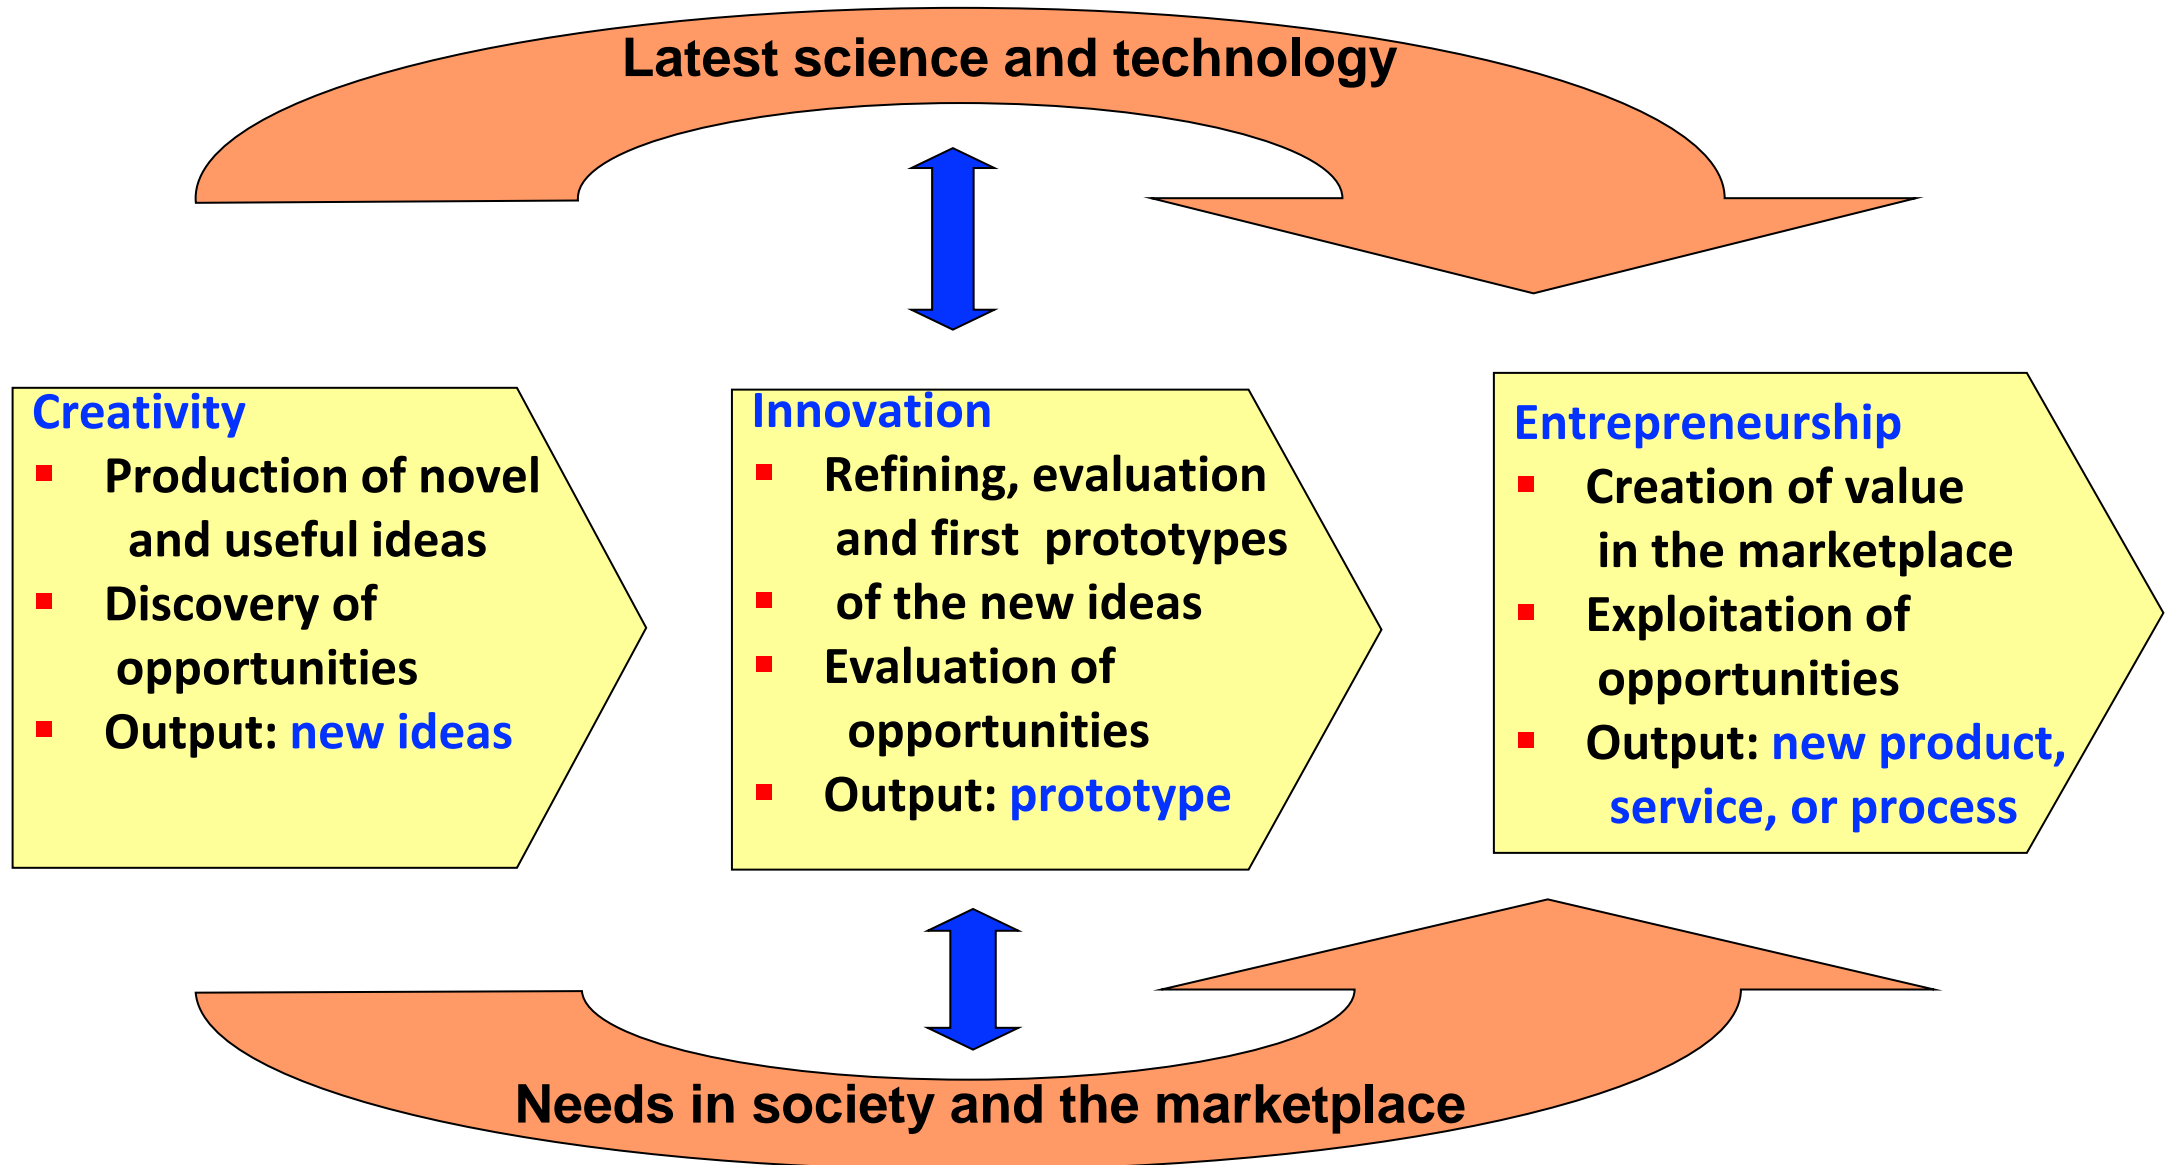 Latest science and technology
Creativity
▪ Production of novel
and useful ideas
▪ Discovery of
opportunities
▪ Output: new ideas
Innovation
▪ Refining, evaluation
and first prototypes
▪ of the new ideas
▪ Evaluation of
opportunities
▪ Output: prototype
Entrepreneurship
▪ Creation of value
in the marketplace
▪ Exploitation of
opportunities
▪ Output: new product,
service, or process
Needs in society and the marketplace